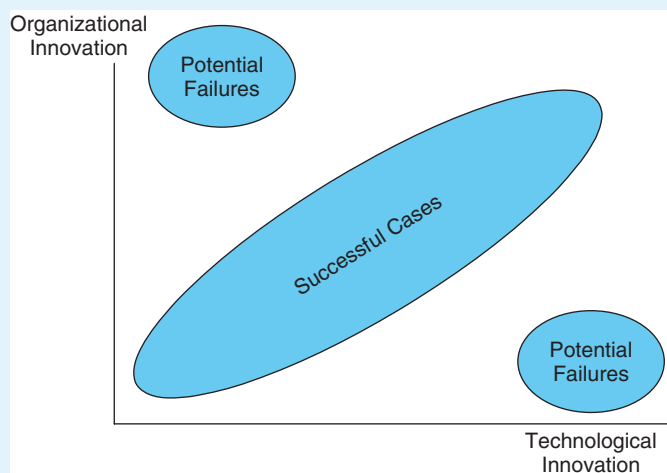 Organizational
Innovation
Potential
Failures
Successful Cases
Potential
Failures
Technological
Innovation